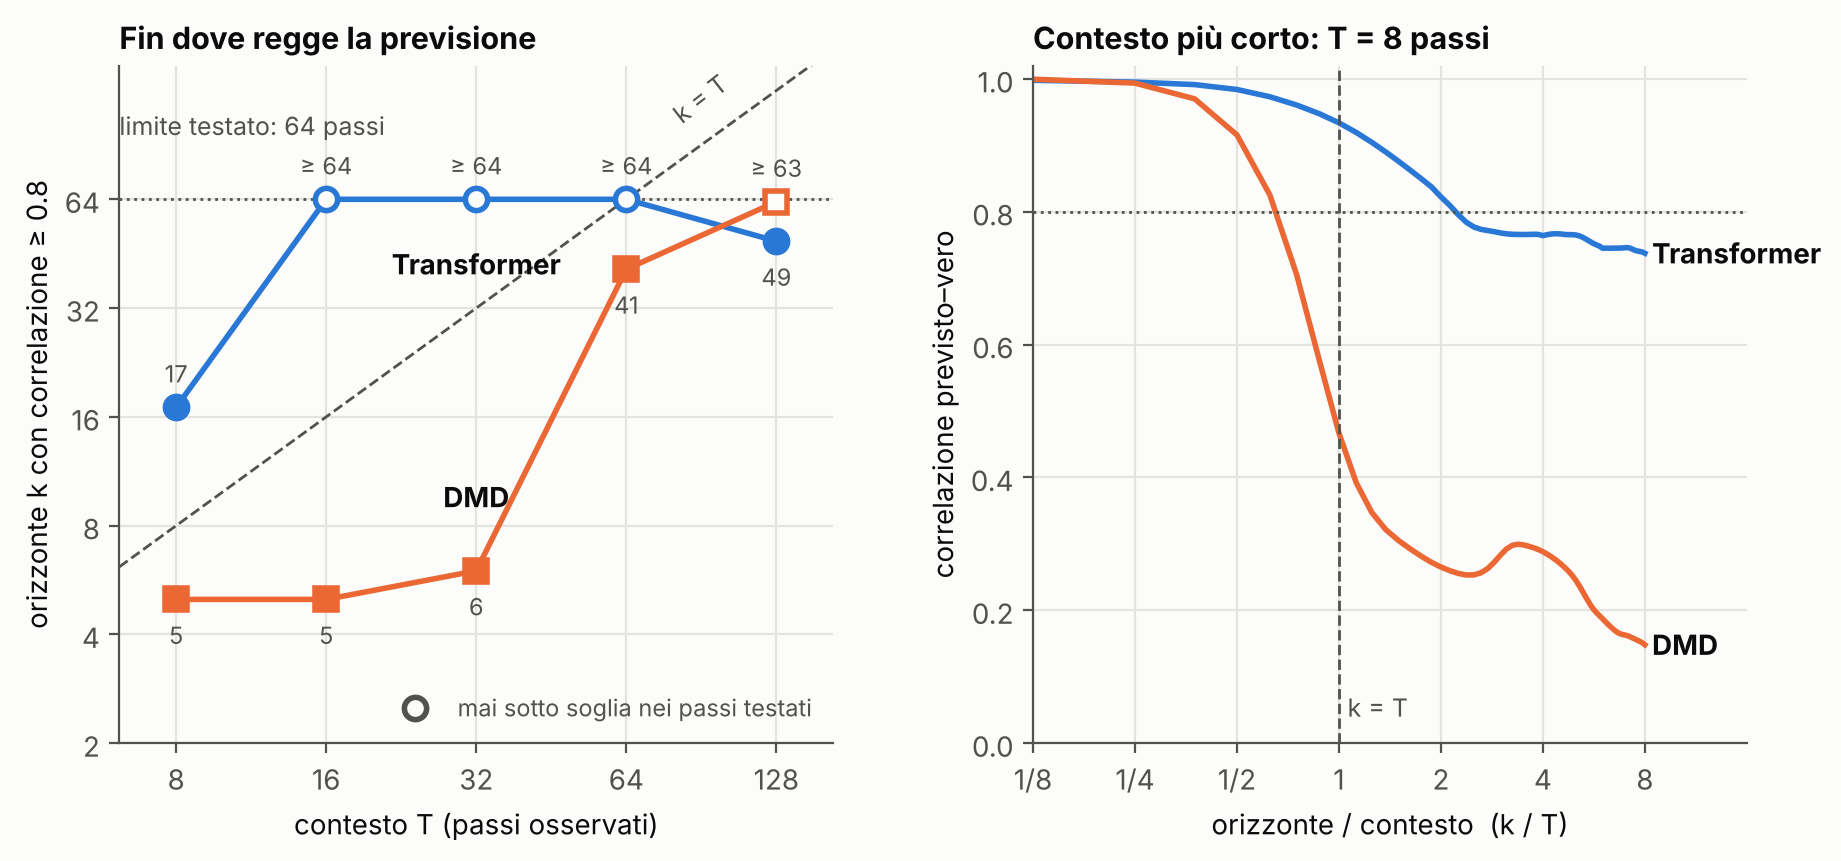 Fin dove regge la previsione
limite testato: 64 passi
k = T
≥ 64
≥ 64
≥ 64
≥ 63
64
32
16
8
4
2
orizzonte k con correlazione ≥ 0.8
Transformer
17
41
49
DMD
5
5
6
mai sotto soglia nei passi testati
8
16
32
64
128
contesto T (passi osservati)
Contesto più corto: T = 8 passi
1.0
0.8
0.6
0.4
0.2
0.0
correlazione previsto–vero
Transformer
DMD
k = T
1/8
1/4
1/2
1
2
4
8
orizzonte / contesto (k / T)